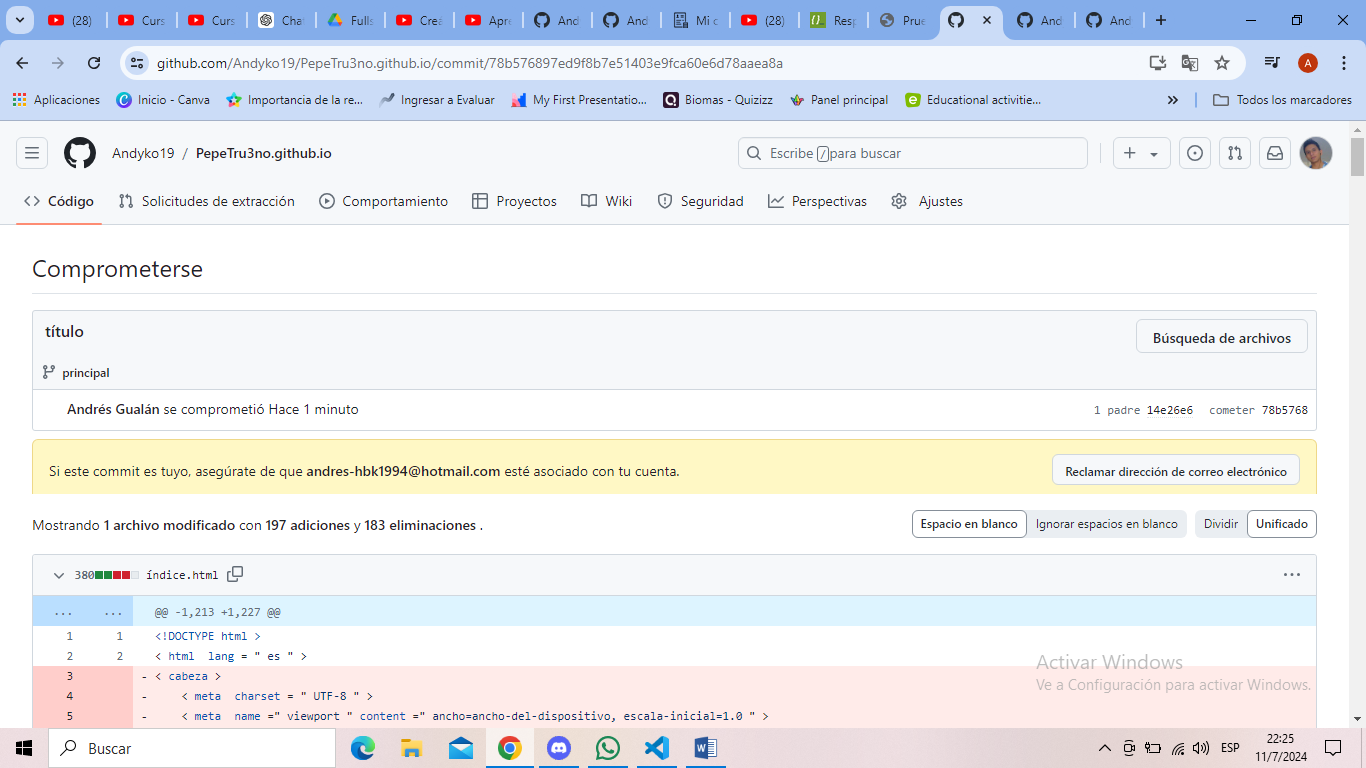 (28) Curs Curs Cha Fulls Crea Apre And And Mi c (28) Resp Prue And And
github.com/Andyko19/PepeTru3no.github.io/commit/78b576897ed9f8b7e51403e9fca60e6d78aaea8a A
Aplicaciones Inicio - Canva Importancia de la re... Ingresar a Evaluar My First Presentatio... Biomas - Quizizz Panel principal Educational activitie... » Todos los marcadores
Andyko19 / PepeTru3no.github.io Escribe / para buscar
Código Solicitudes de extracción Comportamiento Proyectos Wiki Seguridad Perspectivas Ajustes
Comprometerse
título Búsqueda de archivos
principal
Andrés Gualán se comprometió Hace 1 minuto 1 padre 14e26e6 cometer 78b5768
Si este commit es tuyo, asegúrate de que andres-hbk1994@hotmail.com esté asociado con tu cuenta. Reclamar dirección de correo electrónico
Mostrando 1 archivo modificado con 197 adiciones y 183 eliminaciones . Espacio en blanco Ignorar espacios en blanco Dividir Unificado
380 índice.html ...
... ... @@ -1,213 +1,227 @@
1 1 <!DOCTYPE html >
2 2 < html lang = " es " >
3 - < cabeza >
4 - < meta charset = " UTF-8 " >
5 - < meta name =" viewport " content =" ancho=ancho-del-dispositivo, escala-inicial=1.0 " >
Activar Windows
Ve a Configuración para activar Windows.
Buscar ESP 22:25
11/7/2024